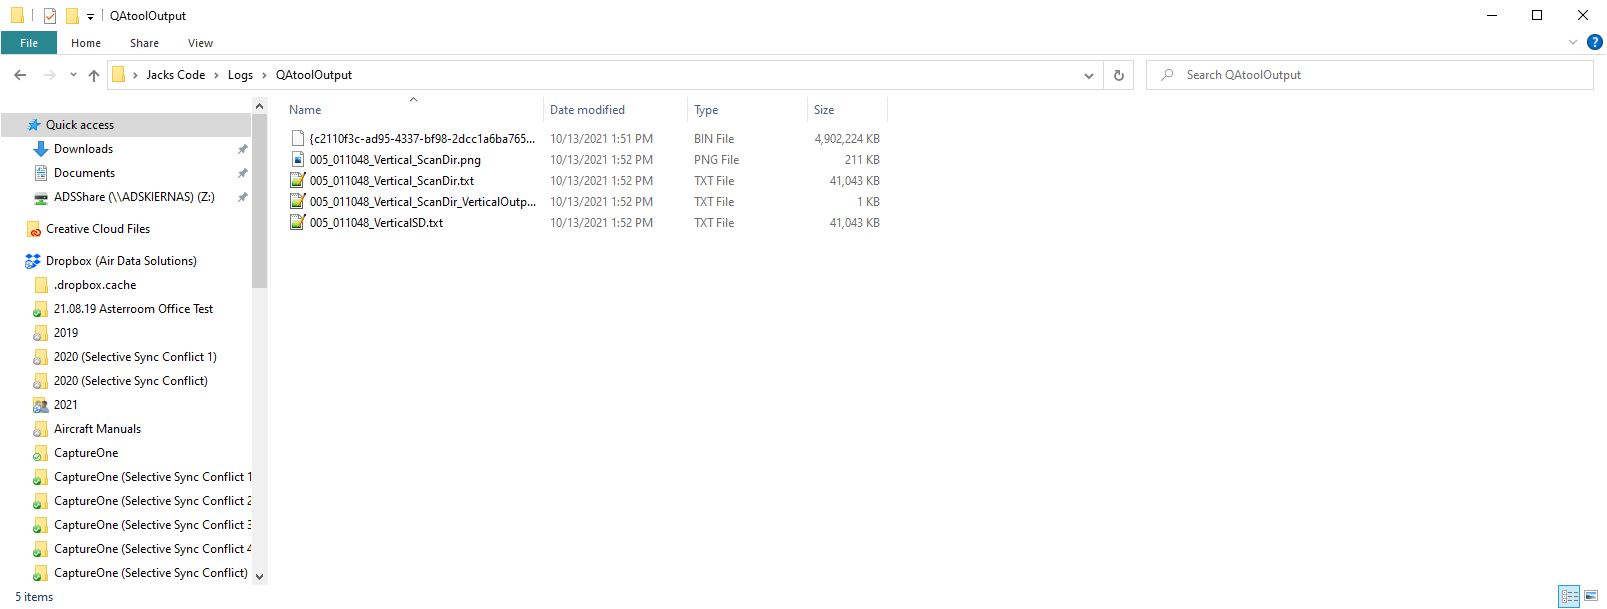 QAtoolOutput
File Home Share View
Jacks Code Logs QAtoolOutput
Search QAtoolOutput
Name Date modified Type Size
{c2110f3c-ad95-4337-bf98-2dcc1a6ba765... 10/13/2021 1:51 PM BIN File 4,902,224 KB
005_011048_Vertical_ScanDir.png 10/13/2021 1:52 PM PNG File 211 KB
005_011048_Vertical_ScanDir.txt 10/13/2021 1:52 PM TXT File 41,043 KB
005_011048_Vertical_ScanDir_VerticalOutp... 10/13/2021 1:52 PM TXT File 1 KB
005_011048_VerticalSD.txt 10/13/2021 1:52 PM TXT File 41,043 KB
Quick access
Downloads
Documents
ADSShare (\\ADSKIERNAS) (Z:)
Creative Cloud Files
Dropbox (Air Data Solutions)
.dropbox.cache
21.08.19 Asterroom Office Test
2019
2020 (Selective Sync Conflict 1)
2020 (Selective Sync Conflict)
2021
Aircraft Manuals
CaptureOne
CaptureOne (Selective Sync Conflict 1
CaptureOne (Selective Sync Conflict 2
CaptureOne (Selective Sync Conflict 3
CaptureOne (Selective Sync Conflict 4
CaptureOne (Selective Sync Conflict)
5 items